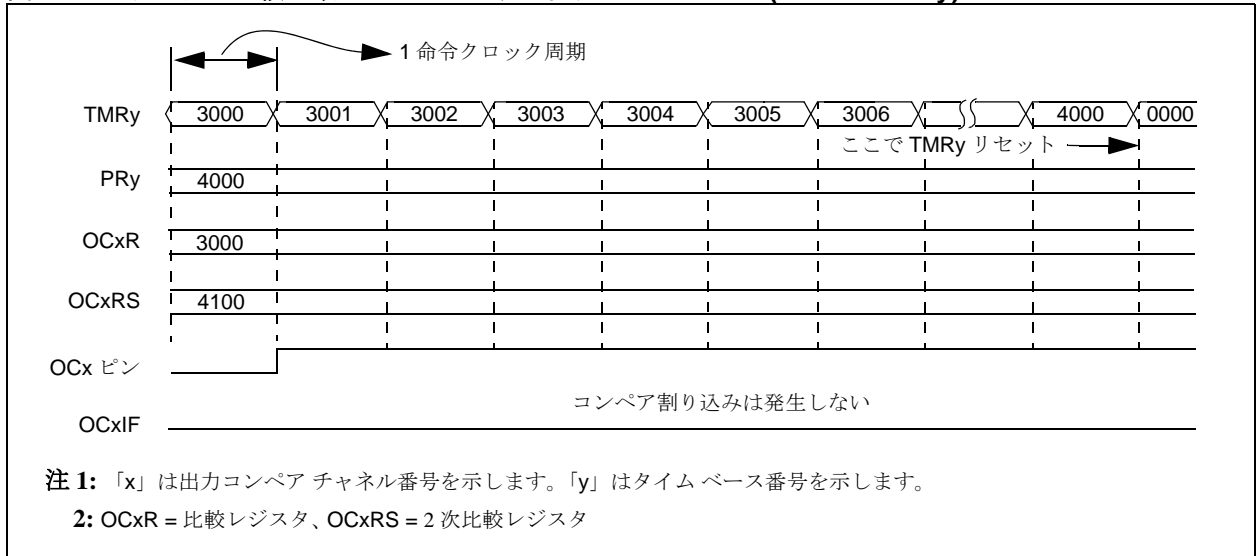 1 命令クロック周期
TMRy 3000 3001 3002 3003 3004 3005 3006 4000 0000
ここで TMRy リセット
PRy 4000
OCxR 3000
OCxRS 4100
OCx ピン
コンペア割り込みは発生しない
OCxIF
注 1: 「x」は出力コンペア チャネル番号を示します。「y」はタイム ベース番号を示します。
2: OCxR = 比較レジスタ、OCxRS = 2 次比較レジスタ